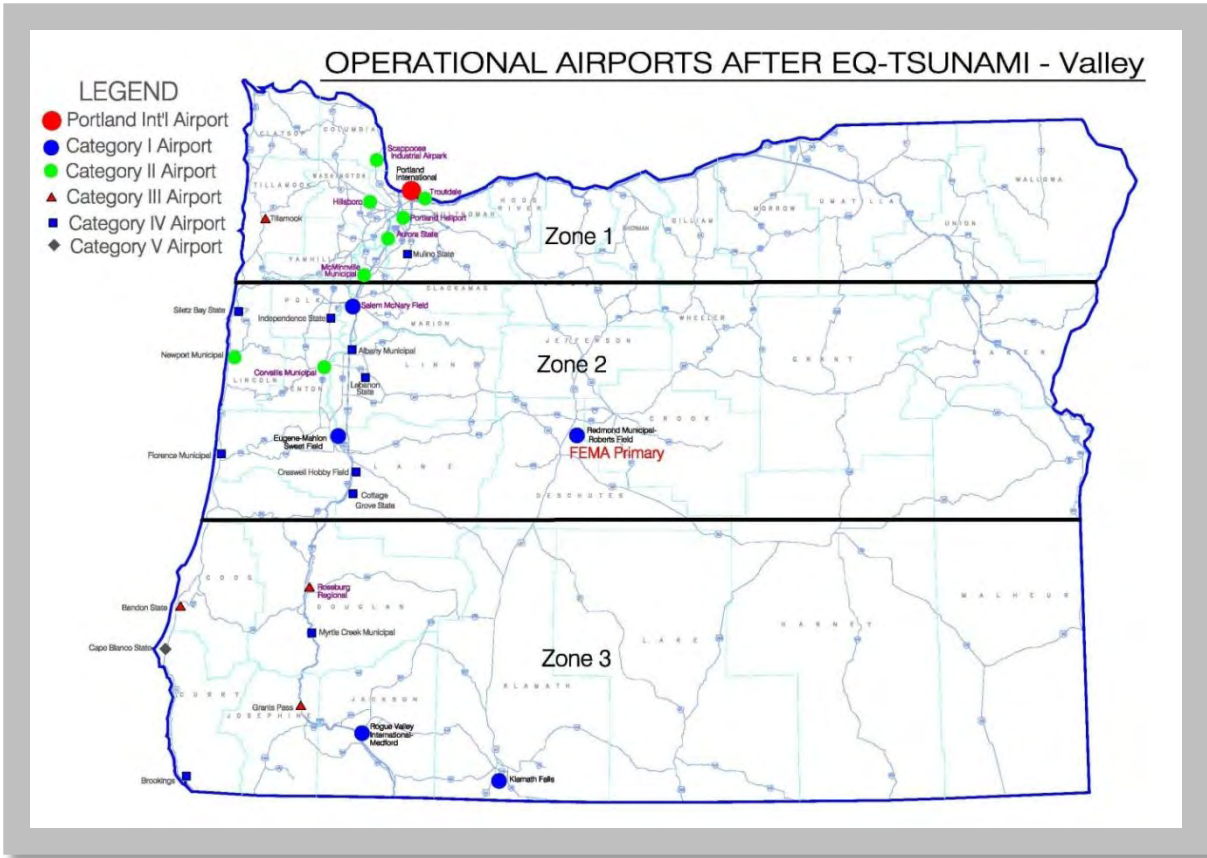 OPERATIONAL AIRPORTS AFTER EQ-TSUNAMI - Valley
LEGEND
Portland Int'l Airport
Category I Airport
Category II Airport
Category III Airport
Category IV Airport
Category V Airport
CLATSOP
COLUMBIA
Scappoose
Industrial Airpark
Portland
International
TILLAMOOK
WASHINGTON
Hillsboro
Troutdale
MULTNOMAH
HOOD
RIVER
SHERMAN
GILLIAM
MORROW
UMATILLA
WALLOWA
UNION
Tillamook
Portland Heliport
Aurora State
Zone 1
YAMHILL
Mulino State
McMinnville
Municipal
CLACKAMAS
POLK
Siletz Bay State
Salem McNary Field
Independence State
MARION
WHEELER
JEFFERSON
GRANT
BAKER
Newport Municipal
Albany Municipal
Zone 2
LINN
Corvallis Municipal
LINCOLN
BENTON
Lebanon
State
CROOK
Eugene-Mahlon
Sweet Field
Redmond Municipal-
Roberts Field
FEMA Primary
Florence Municipal
LANE
Creswell Hobby Field
DESCHUTES
Cottage
Grove State
COOS
Roseburg
Regional
DOUGLAS
Bandon State
MALHEUR
Myrtle Creek Municipal
HARNEY
LAKE
Cape Blanco State
Zone 3
KLAMATH
CURRY
JACKSON
Grants Pass
JOSEPHINE
Rogue Valley
International-
Medford
Brookings
Klamath Falls